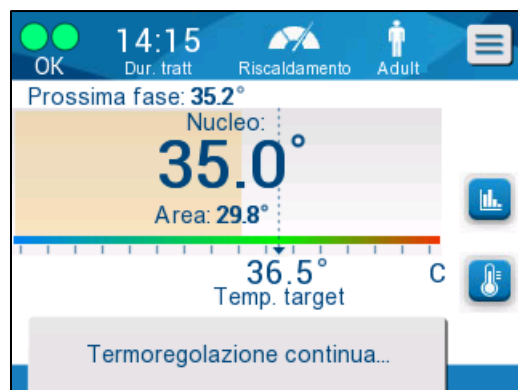 OK
14:15
Dur. tratt
Riscaldamento
Adult
Prossima fase: 35.2°
Nucleo:
35.0°
Area: 29.8°
36.5°
C
Temp. target
Termoregolazione continua...